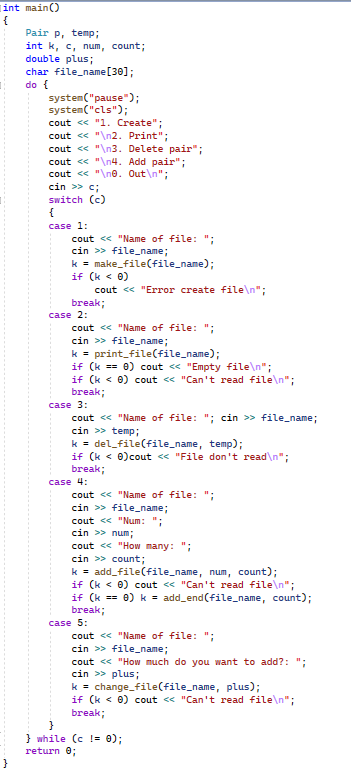 int main()
{
    Pair p, temp;
    int k, c, num, count;
    double plus;
    char file_name[30];
    do {
        system("pause");
        system("cls");
        cout << "1. Create";
        cout << "\n2. Print";
        cout << "\n3. Delete pair";
        cout << "\n4. Add pair";
        cout << "\n0. Out\n";
        cin >> c;
        switch (c)
        {
        case 1:
            cout << "Name of file: ";
            cin >> file_name;
            k = make_file(file_name);
            if (k < 0)
                cout << "Error create file\n";
            break;
        case 2:
            cout << "Name of file: ";
            cin >> file_name;
            k = print_file(file_name);
            if (k == 0) cout << "Empty file\n";
            if (k < 0) cout << "Can't read file\n";
            break;
        case 3:
            cout << "Name of file: "; cin >> file_name;
            cin >> temp;
            k = del_file(file_name, temp);
            if (k < 0)cout << "File don't read\n";
            break;
        case 4:
            cout << "Name of file: ";
            cin >> file_name;
            cout << "Num: ";
            cin >> num;
            cout << "How many: ";
            cin >> count;
            k = add_file(file_name, num, count);
            if (k < 0) cout << "Can't read file\n";
            if (k == 0) k = add_end(file_name, count);
            break;
        case 5:
            cout << "Name of file: ";
            cin >> file_name;
            cout << "How much do you want to add?: ";
            cin >> plus;
            k = change_file(file_name, plus);
            if (k < 0) cout << "Can't read file\n";
            break;
        }
    } while (c != 0);
    return 0;
}